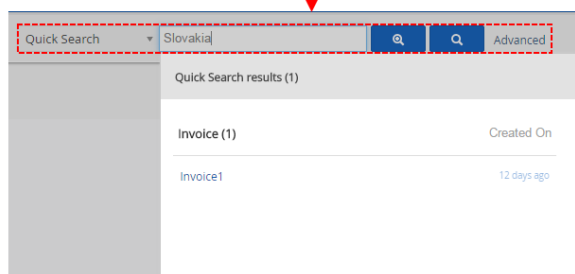 Quick Search Slovakia Advanced
Quick Search results (1)
Invoice (1) Created On
Invoice1 12 days ago